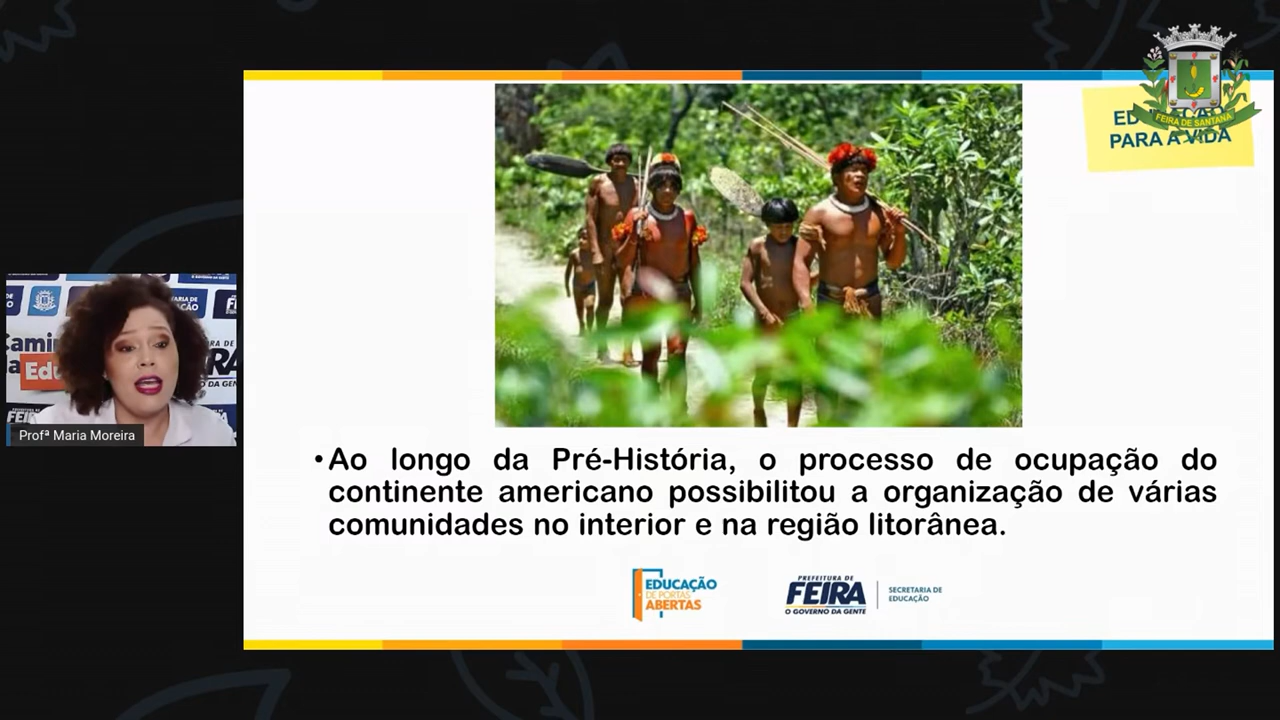 FEIRA DE SANTANA
PARA A VIDA
Profª Maria Moreira
• Ao longo da Pré-História, o processo de ocupação do
continente americano possibilitou a organização de várias
comunidades no interior e na região litorânea.
EDUCAÇÃO
DE PORTAS
ABERTAS
PREFEITURA DE
FEIRA
O GOVERNO DA GENTE
SECRETARIA DE
EDUCAÇÃO